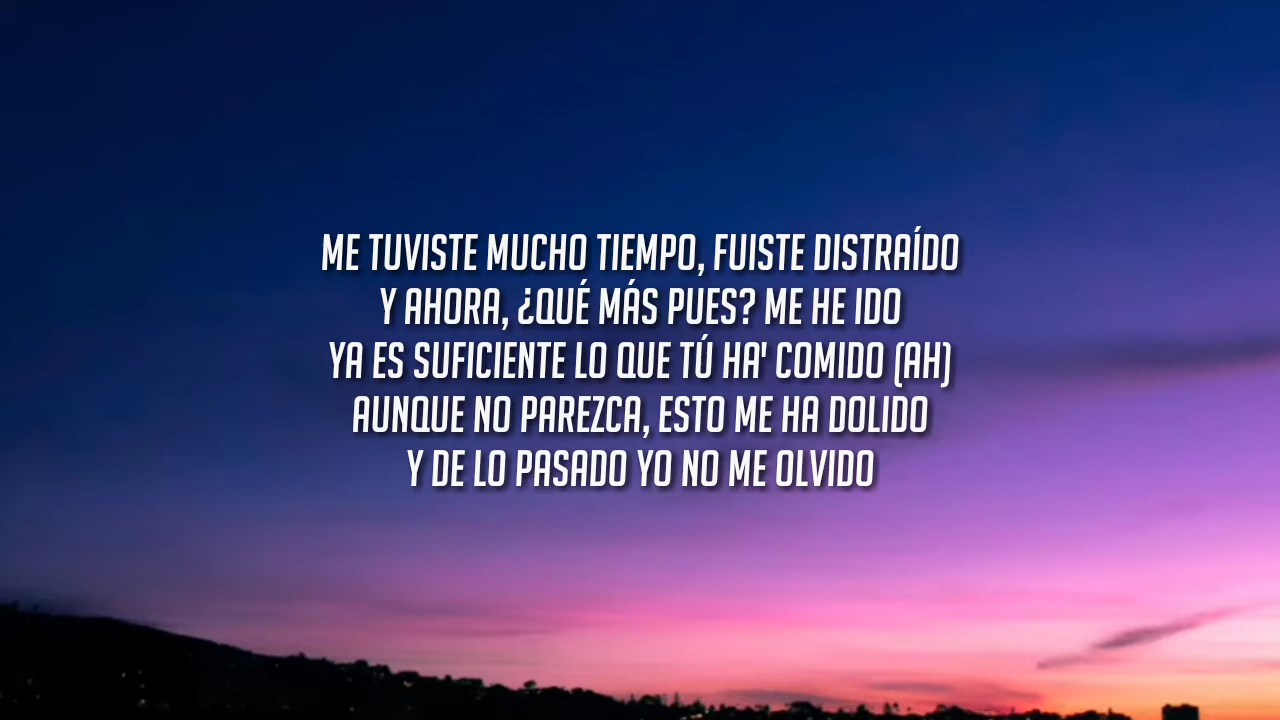 ME TUVISTE MUCHO TIEMPO, FUISTE DISTRAÍDO
Y AHORA, ¿QUÉ MÁS PUES? ME HE IDO
YA ES SUFICIENTE LO QUE TÚ HA' COMIDO (AH)
AUNQUE NO PAREZCA, ESTO ME HA DOLIDO
Y DE LO PASADO YO NO ME OLVIDO